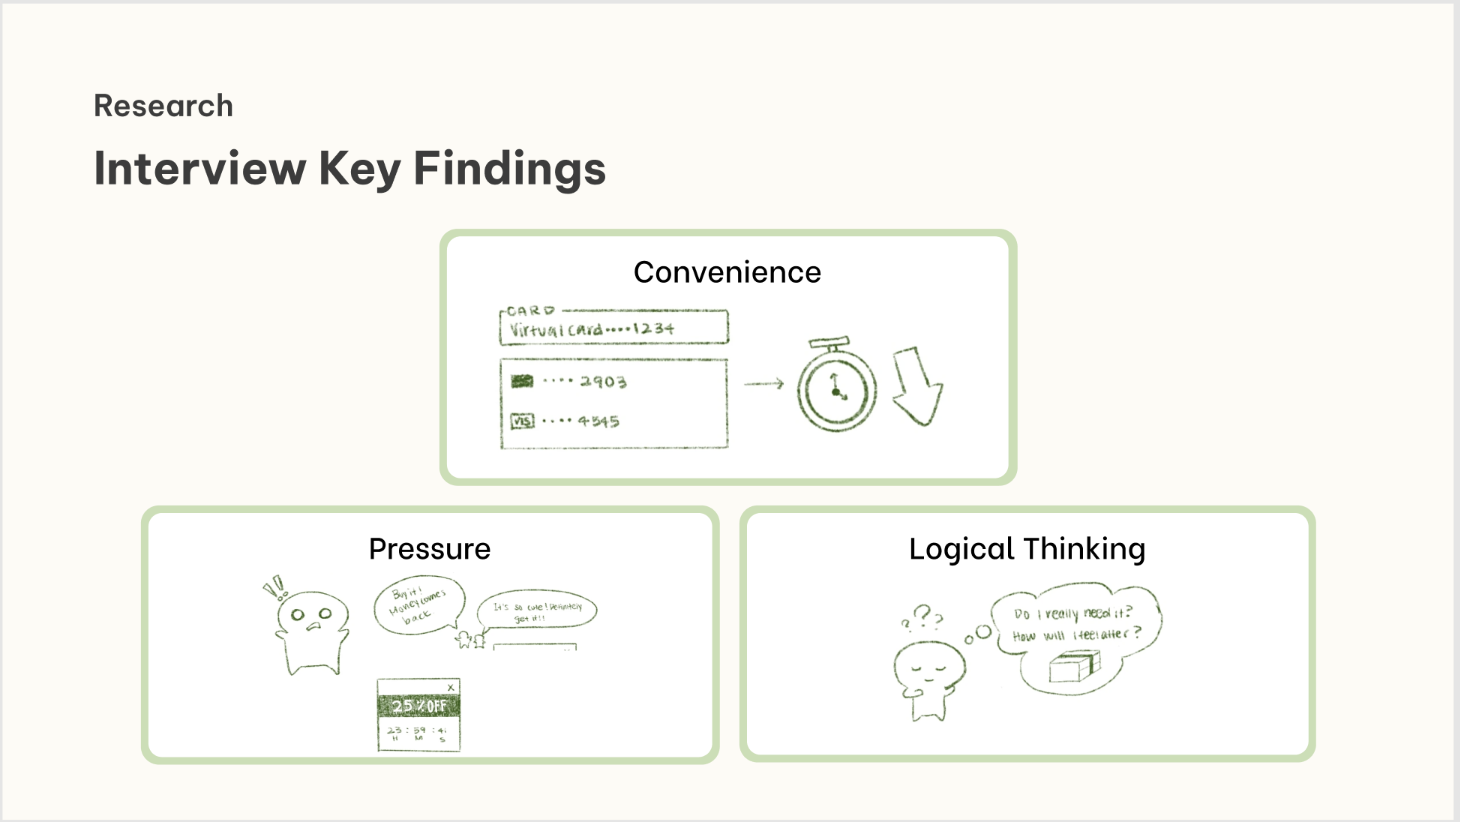 Research
Interview Key Findings
Convenience
CARD
Virtual card ••••1234
•••• 2903
VIS •••• 4545
Pressure
!!
Buy it!
Money comes
back
It's so cute! Definitely
get it!!
X
25% OFF
23 : 59 : 41
H M S
Logical Thinking
???
Do I really need it?
How will I feel after?